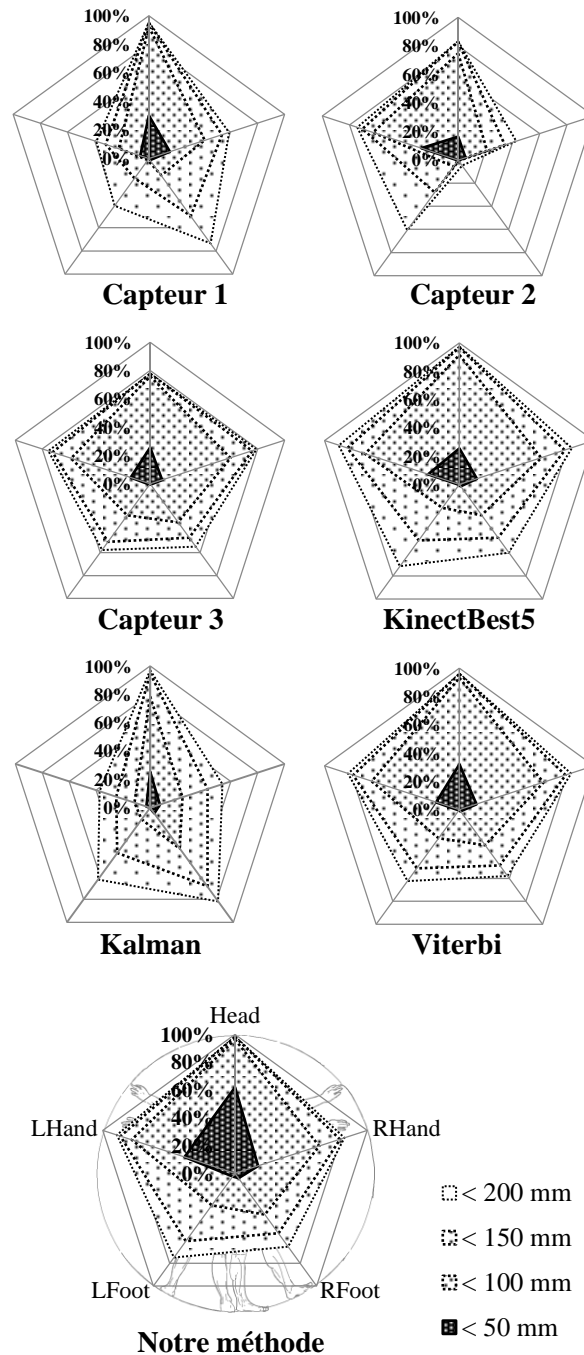 100% 100%
80% 80%
60% 60%
40% 40%
20% 20%
0% 0%
Capteur 1 Capteur 2
100% 100%
80% 80%
60% 60%
40% 40%
20% 20%
0% 0%
Capteur 3 KinectBest5
100% 100%
80% 80%
60% 60%
40% 40%
20% 20%
0% 0%
Kalman Viterbi
Head
100%
80%
60%
LHand RHand
40%
20%
0%
< 200 mm
< 150 mm
< 100 mm
LFoot RFoot
< 50 mm
Notre méthode